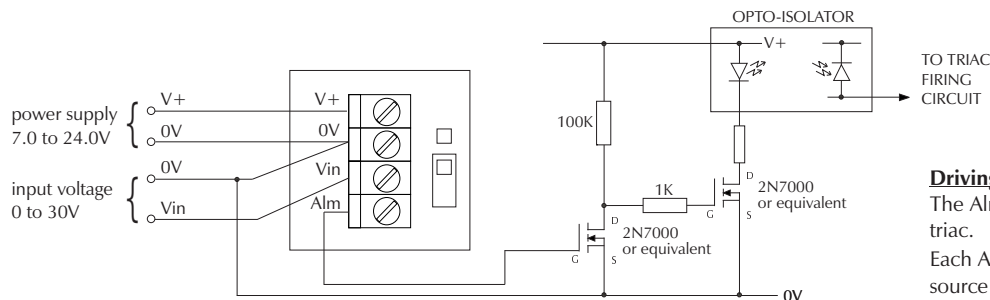 OPTO-ISOLATOR
V+
TO TRIAC
FIRING
CIRCUIT
power supply
7.0 to 24.0V
V+
0V
V+
0V
input voltage
0 to 30V
0V
Vin
Vin
Alm
100K
1K
G
D
S
2N7000
or equivalent
G
D
S
2N7000
or equivalent
0V
Driving
The Al
triac.
Each A
source